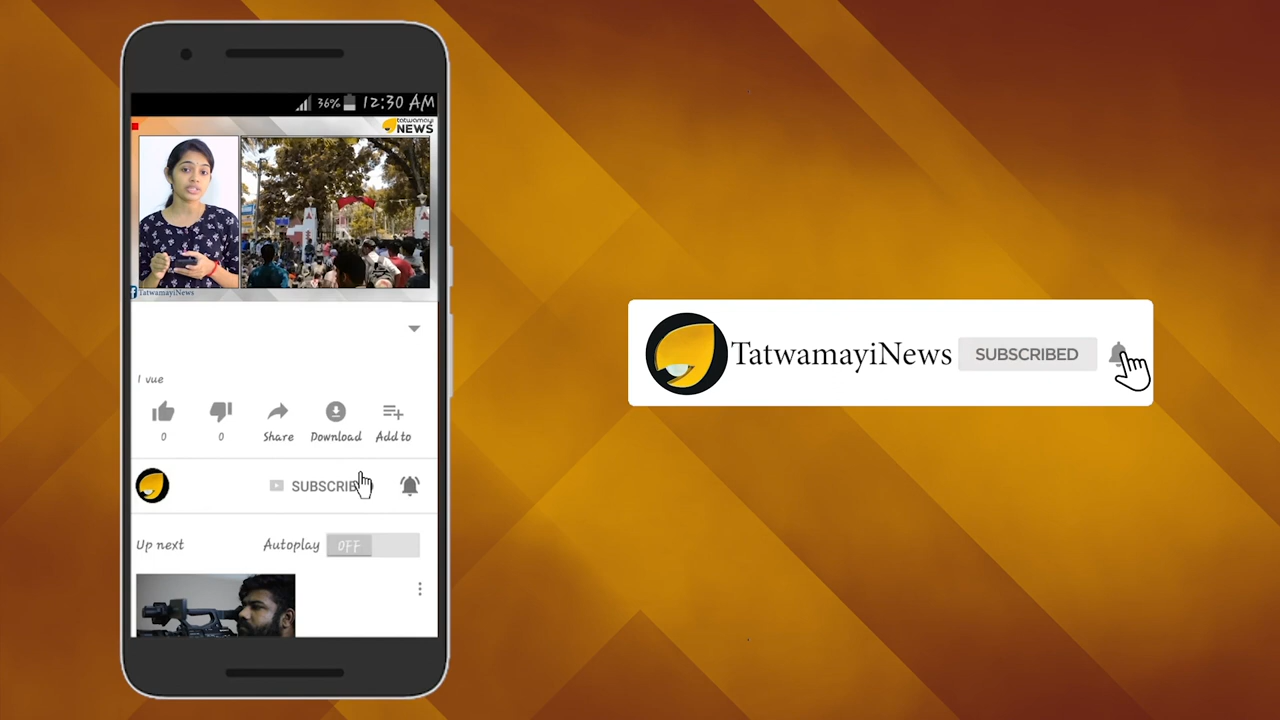 36% 12:30 AM
tatwamayi
NEWS
TatwamayiNews
1 vue
0 0 Share Download Add to
SUBSCRIBE
Up next Autoplay OFF
TatwamayiNews SUBSCRIBED